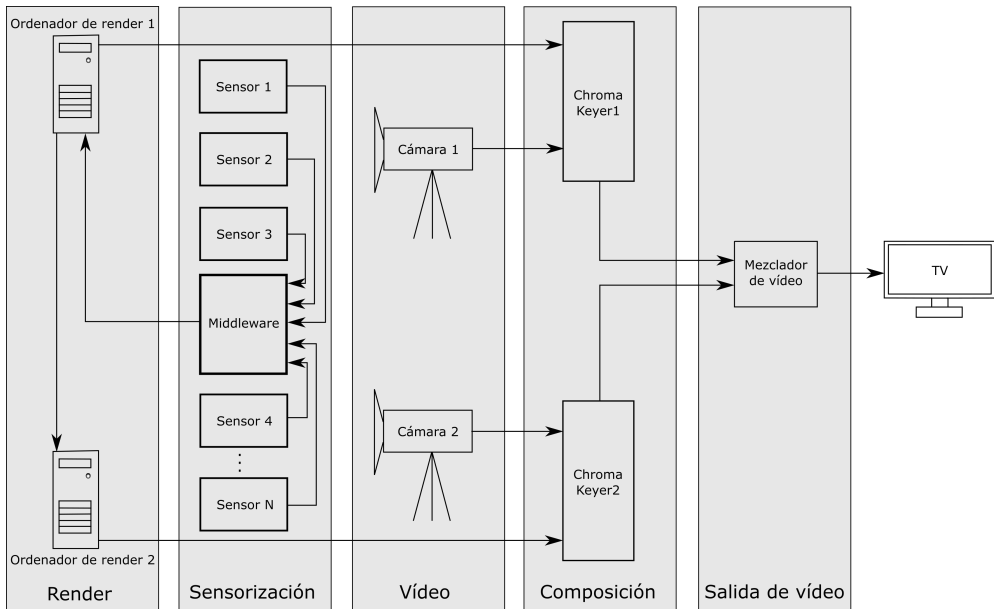 Ordenador de render 1
Sensor 1
Sensor 2
Sensor 3
Middleware
Sensor 4
Sensor N
Ordenador de render 2
Cámara 1
Cámara 2
Chroma
Keyer1
Chroma
Keyer2
Mezclador
de vídeo
TV
Render
Sensorización
Vídeo
Composición
Salida de vídeo